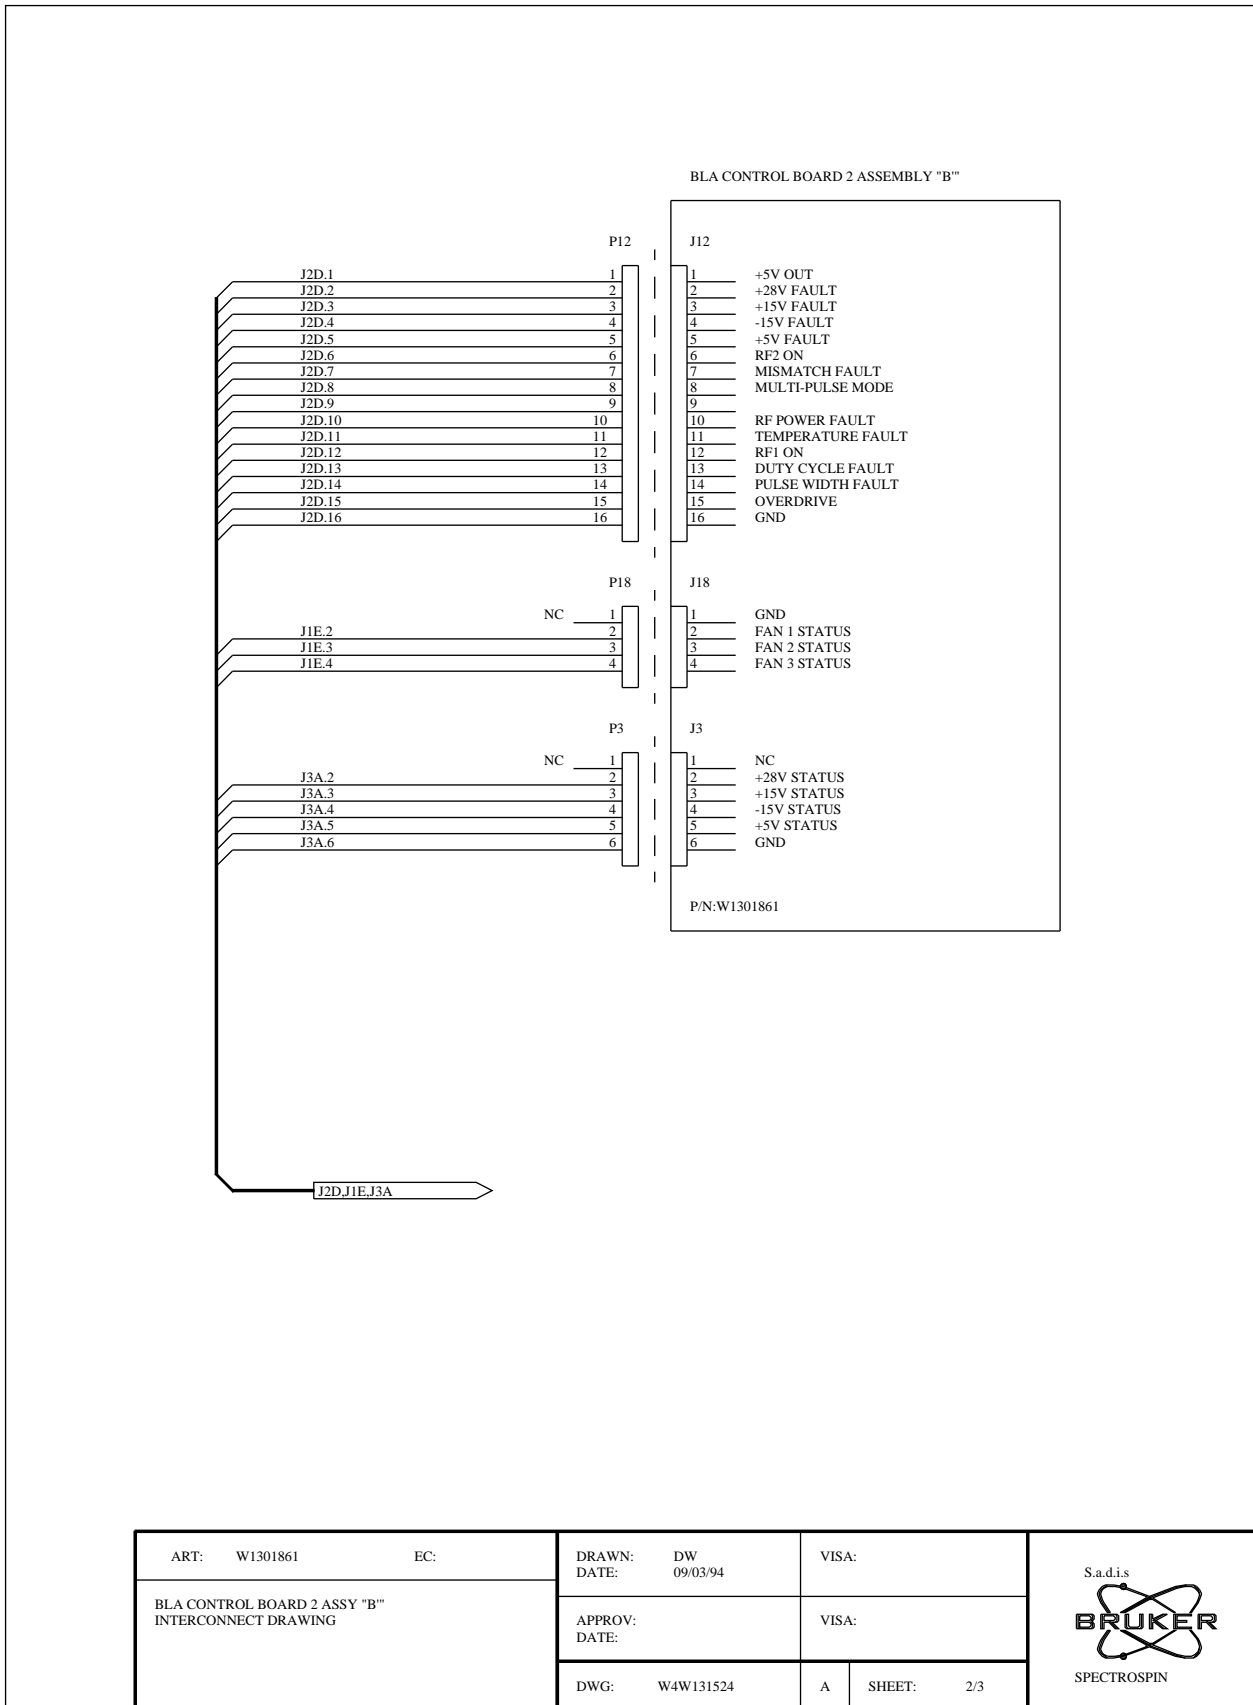 BLA CONTROL BOARD 2 ASSEMBLY "B'"
P12 J12
J2D.1 1 1 +5V OUT
J2D.2 2 2 +28V FAULT
J2D.3 3 3 +15V FAULT
J2D.4 4 4 -15V FAULT
J2D.5 5 5 +5V FAULT
J2D.6 6 6 RF2 ON
J2D.7 7 7 MISMATCH FAULT
J2D.8 8 8 MULTI-PULSE MODE
J2D.9 9 9
J2D.10 10 10 RF POWER FAULT
J2D.11 11 11 TEMPERATURE FAULT
J2D.12 12 12 RF1 ON
J2D.13 13 13 DUTY CYCLE FAULT
J2D.14 14 14 PULSE WIDTH FAULT
J2D.15 15 15 OVERDRIVE
J2D.16 16 16 GND
P18 J18
NC 1 1 GND
J1E.2 2 2 FAN 1 STATUS
J1E.3 3 3 FAN 2 STATUS
J1E.4 4 4 FAN 3 STATUS
P3 J3
NC 1 1 NC
J3A.2 2 2 +28V STATUS
J3A.3 3 3 +15V STATUS
J3A.4 4 4 -15V STATUS
J3A.5 5 5 +5V STATUS
J3A.6 6 6 GND
P/N:W1301861
J2D,J1E,J3A
ART: W1301861 EC:
BLA CONTROL BOARD 2 ASSY "B'"
INTERCONNECT DRAWING
DRAWN: DW
DATE: 09/03/94
VISA:
APPROV:
DATE:
VISA:
DWG: W4W131524 A SHEET: 2/3
S.a.d.i.s
BRUKER
SPECTROSPIN